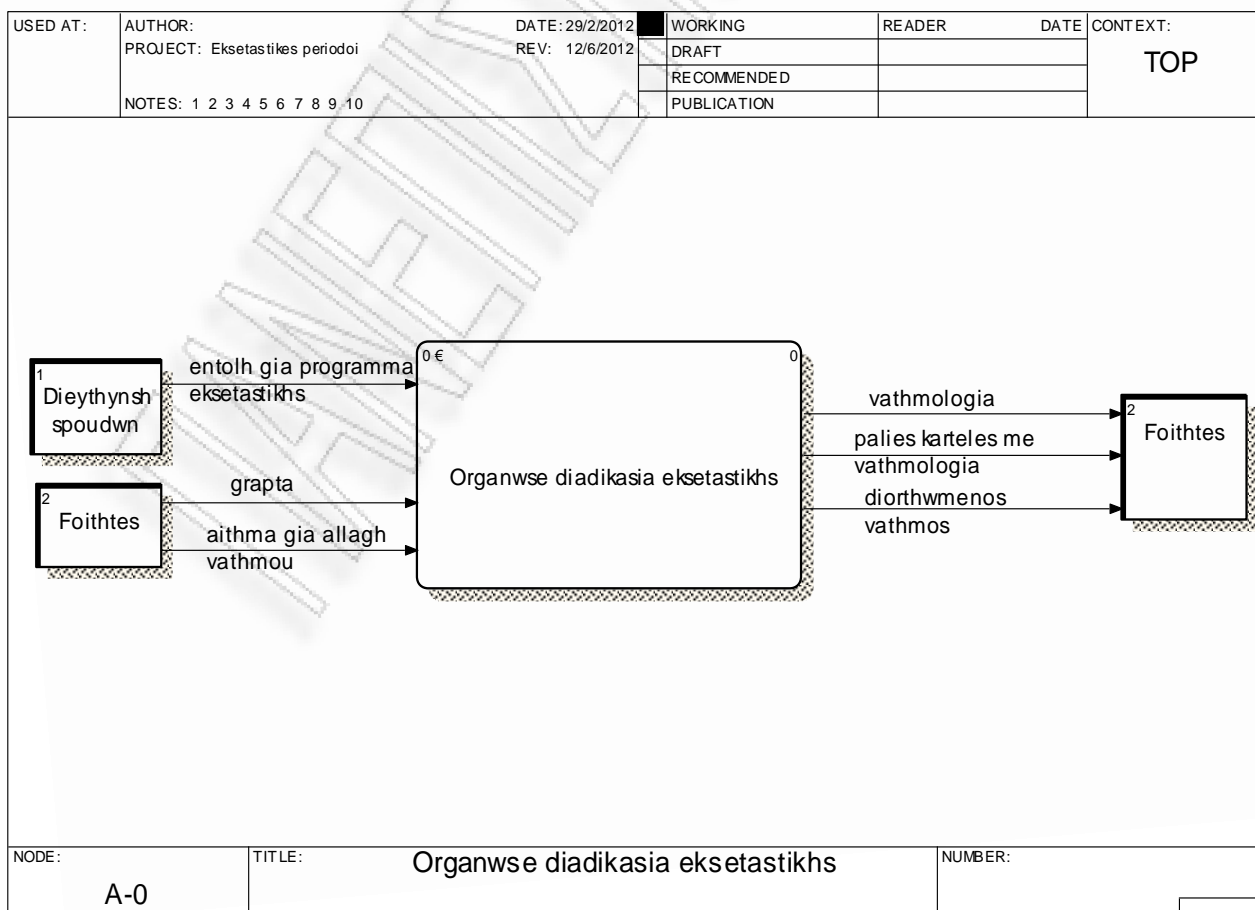 USED AT: AUTHOR: DATE: 29/2/2012 WORKING READER DATE CONTEXT:
PROJECT: Eksetastikes periodoi REV: 12/6/2012 DRAFT
TOP
RECOMMENDED
NOTES: 1 2 3 4 5 6 7 8 9 10 PUBLICATION
1
Dieythynsh
spoudwn
entolh gia programma
eksetastikhs
2
Foithtes
grapta
aithma gia allagh
vathmou
0 €
0
Organwse diadikasia eksetastikhs
vathmologia
palies karteles me
vathmologia
diorthwmenos
vathmos
2
Foithtes
NODE: TITLE: Organwse diadikasia eksetastikhs NUMBER:
A-0